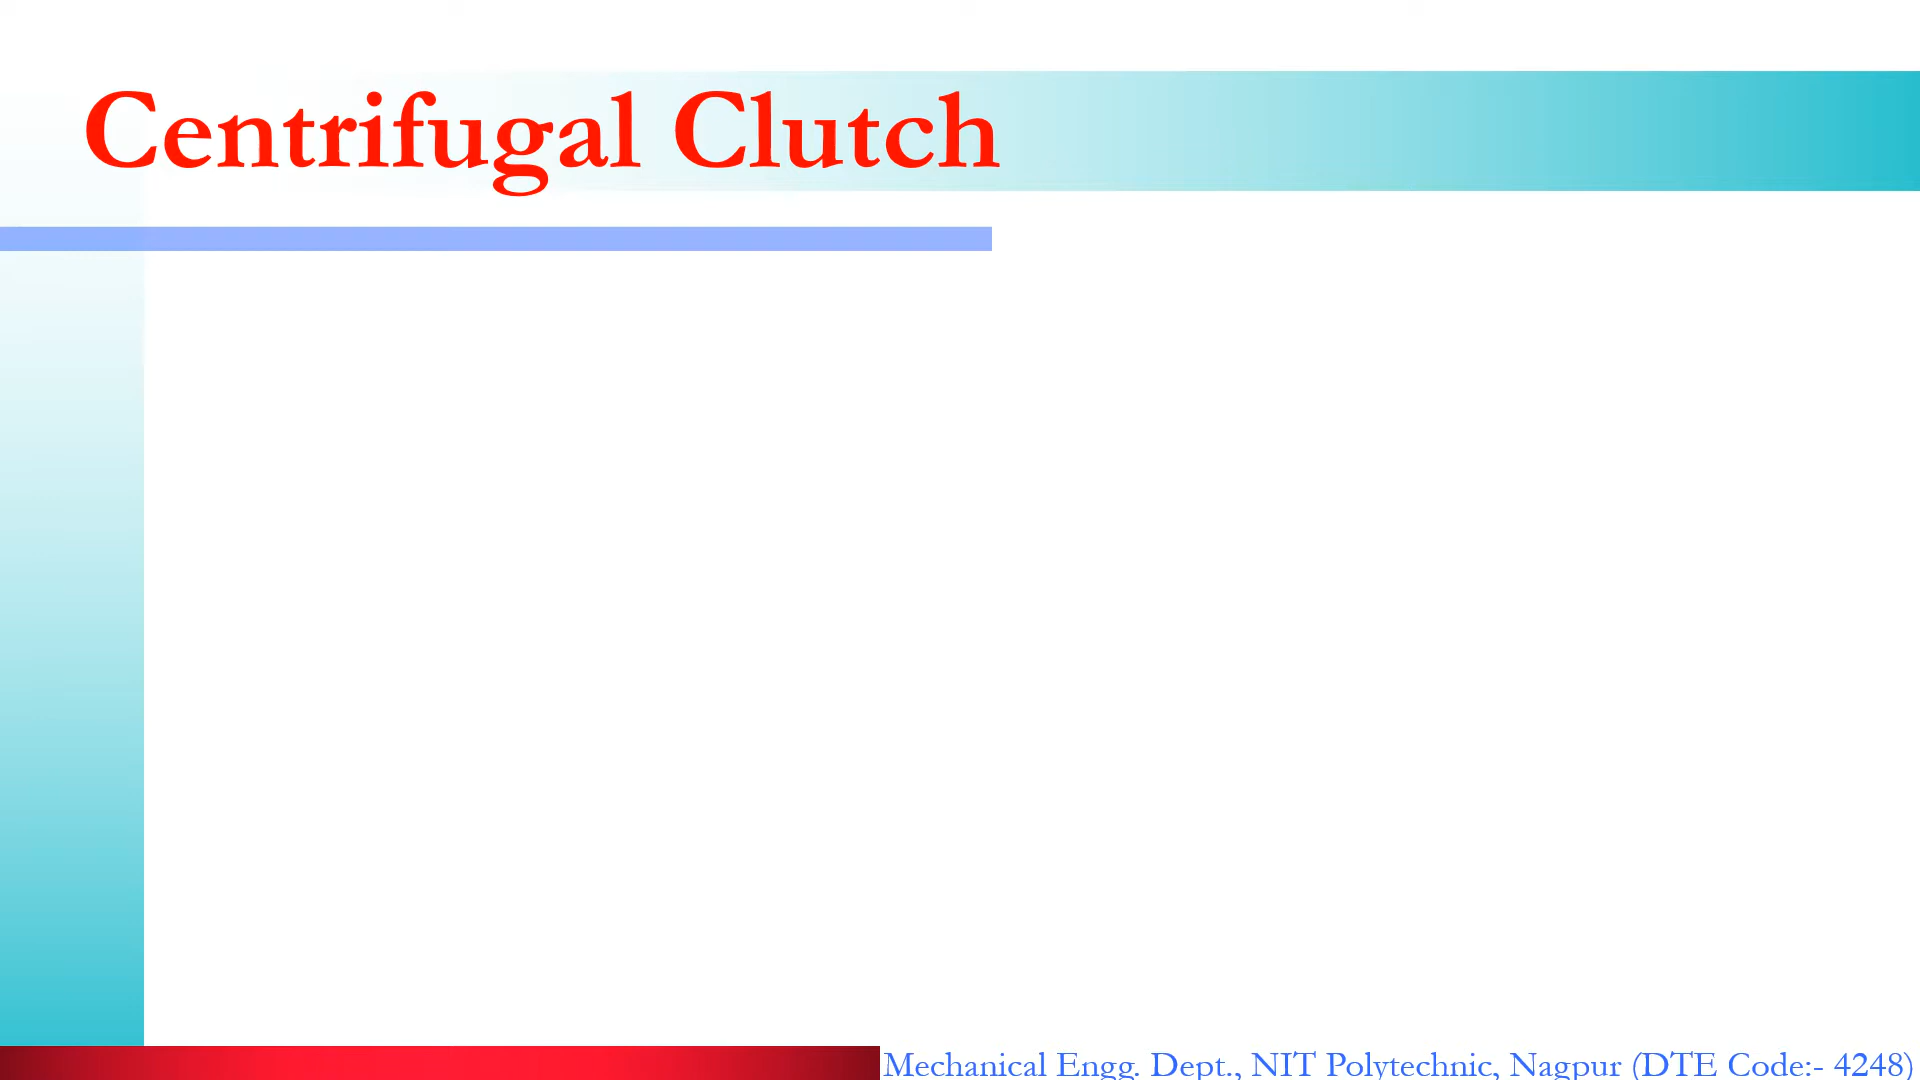 Centrifugal Clutch
Mechanical Engg. Dept., NIT Polytechnic, Nagpur (DTE Code:- 4248)